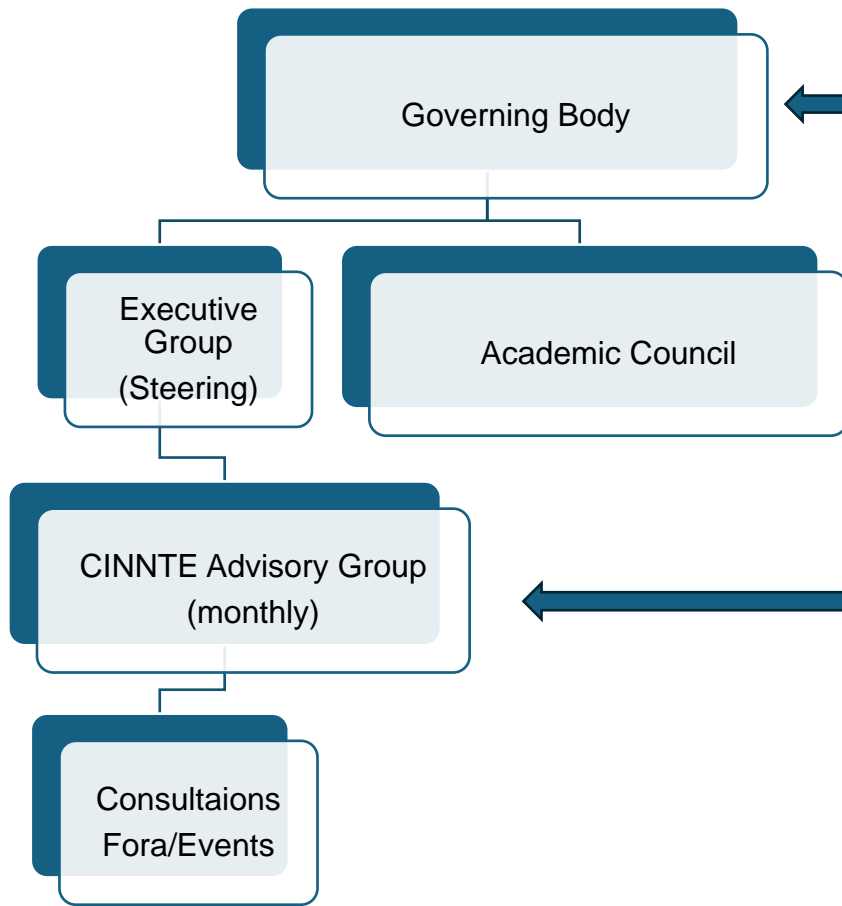 Governing Body
Executive
Group
(Steering)
Academic Council
CINNTE Advisory Group
(monthly)
Consultaions
Fora/Events